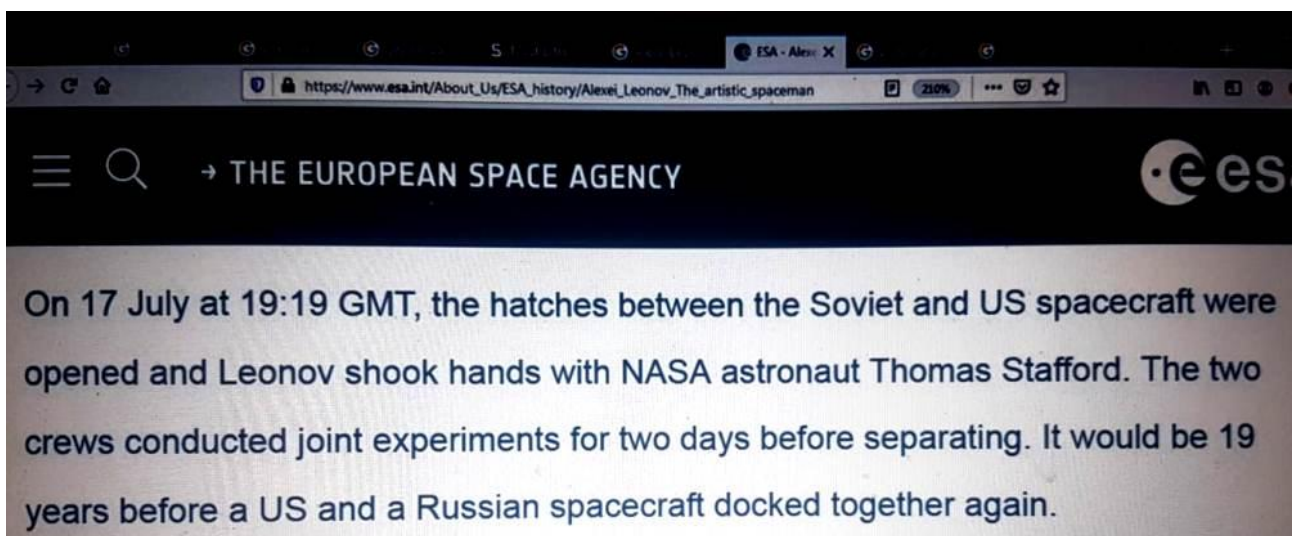 ESA - Alex
https://www.esa.int/About_Us/ESA_history/Alexei_Leonov_The_artistic_spaceman
210%
→ THE EUROPEAN SPACE AGENCY
esa
On 17 July at 19:19 GMT, the hatches between the Soviet and US spacecraft were
opened and Leonov shook hands with NASA astronaut Thomas Stafford. The two
crews conducted joint experiments for two days before separating. It would be 19
years before a US and a Russian spacecraft docked together again.